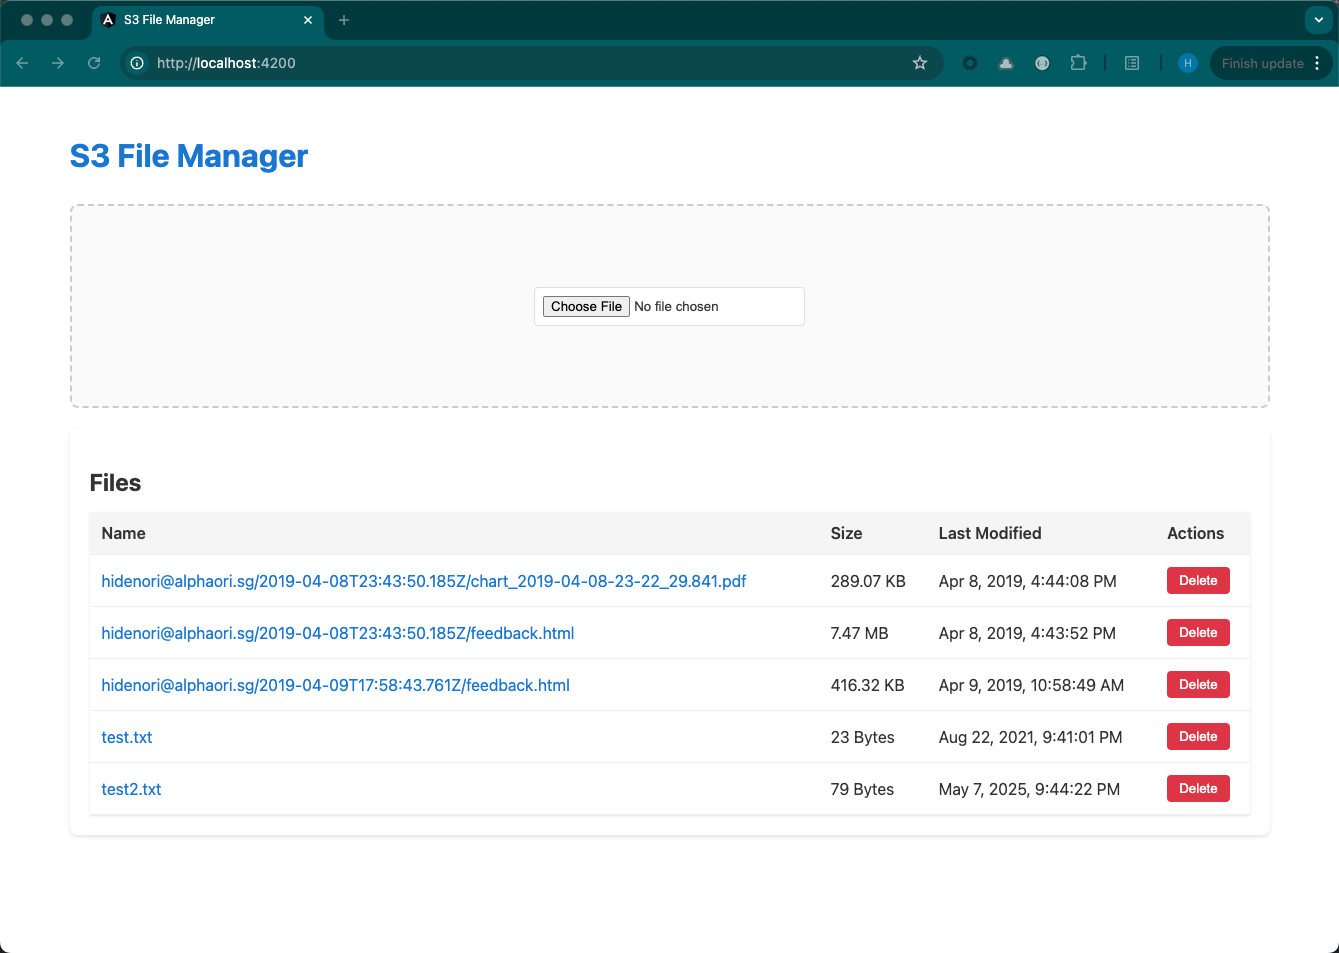 S3 File Manager
http://localhost:4200
H
Finish update
S3 File Manager
Choose File No file chosen
Files
Name Size Last Modified Actions
hidenori@alphaori.sg/2019-04-08T23:43:50.185Z/chart_2019-04-08-23-22_29.841.pdf 289.07 KB Apr 8, 2019, 4:44:08 PM Delete
hidenori@alphaori.sg/2019-04-08T23:43:50.185Z/feedback.html 7.47 MB Apr 8, 2019, 4:43:52 PM Delete
hidenori@alphaori.sg/2019-04-09T17:58:43.761Z/feedback.html 416.32 KB Apr 9, 2019, 10:58:49 AM Delete
test.txt 23 Bytes Aug 22, 2021, 9:41:01 PM Delete
test2.txt 79 Bytes May 7, 2025, 9:44:22 PM Delete